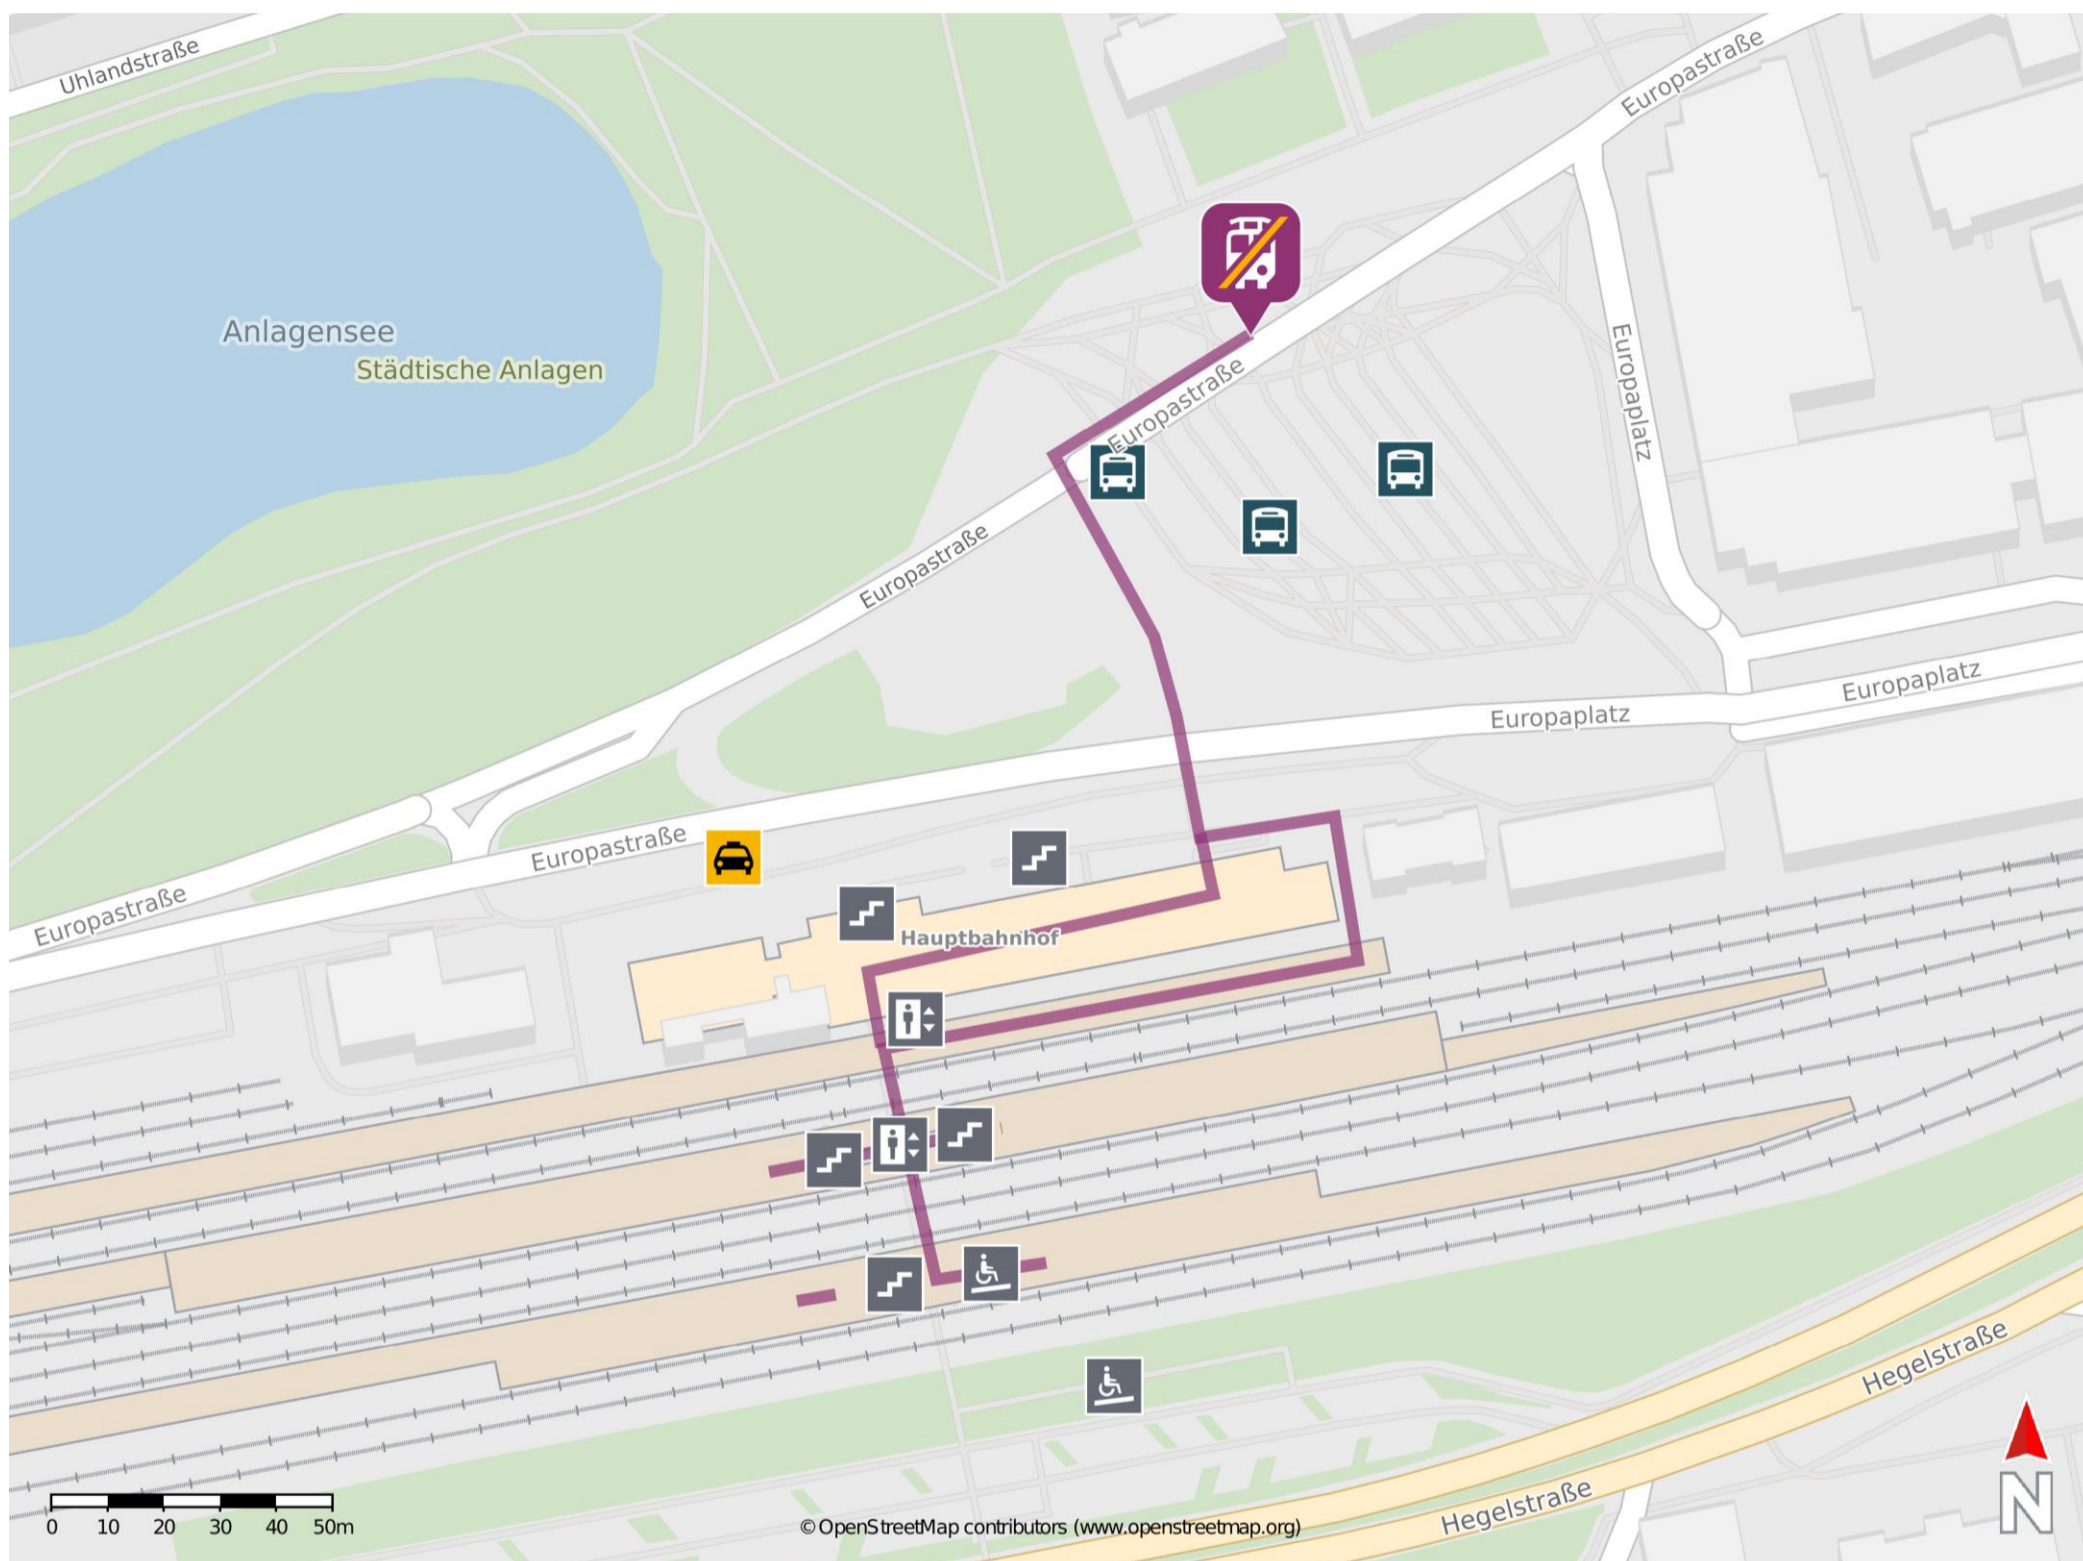 Uhlandstraße
Europastraße
Anlagensee
Städtische Anlagen
Europastraße
Europaplatz
Europastraße
Europaplatz
Europaplatz
Europastraße
Europastraße
Hauptbahnhof
Hegelstraße
Hegelstraße
N
0 10 20 30 40 50m
© OpenStreetMap contributors (www.openstreetmap.org)